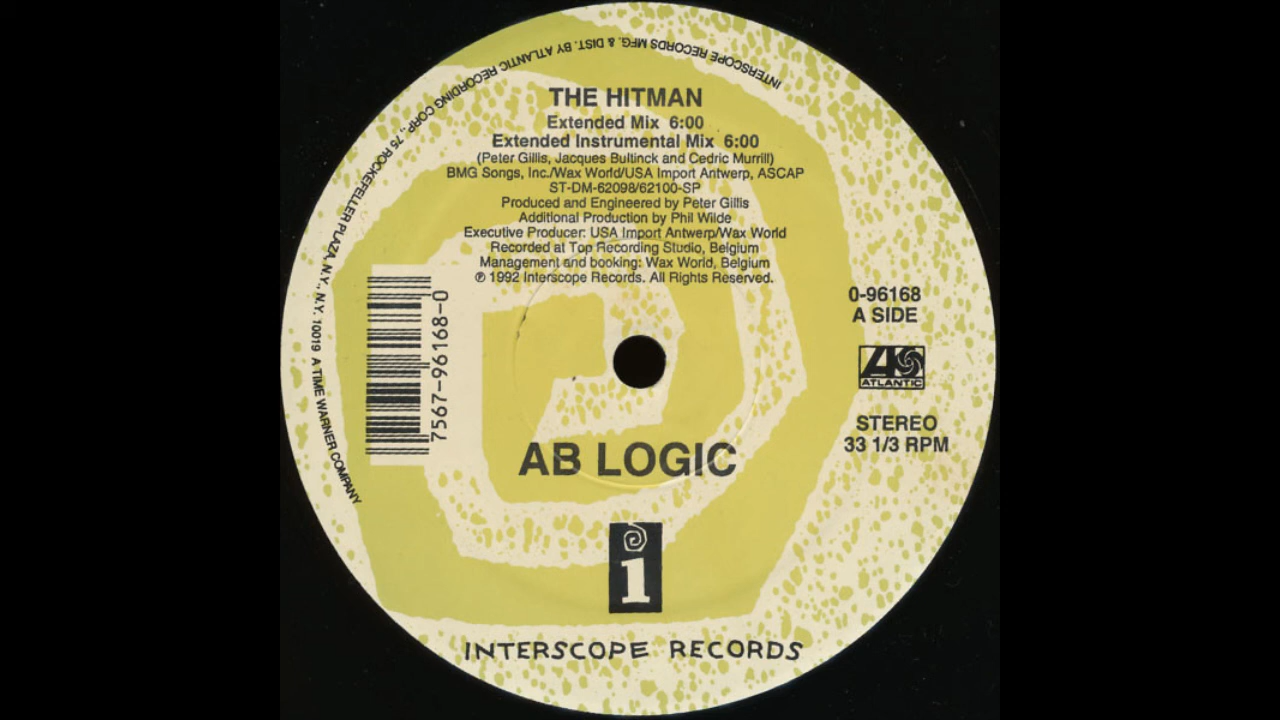 THE HITMAN
Extended Mix 6:00
Extended Instrumental Mix 6:00
(Peter Gillis, Jacques Bultinck and Cedric Murrill)
BMG Songs, Inc./Wax World/USA Import Antwerp, ASCAP
ST-DM-62098/62100-SP
Produced and Engineered by Peter Gillis
Additional Production by Phil Wilde
Executive Producer: USA Import Antwerp/Wax World
Recorded at Top Recording Studio, Belgium
Management and booking: Wax World, Belgium
℗ 1992 Interscope Records. All Rights Reserved.
7567-96168-0
0-96168
A SIDE
ATLANTIC
STEREO
33 1/3 RPM
AB LOGIC
i
INTERSCOPE RECORDS
INTERSCOPE RECORDS MFG. & DIST. BY ATLANTIC RECORDING CORP., 75 ROCKEFELLER PLAZA, N.Y., N.Y. 10019 A TIME WARNER COMPANY